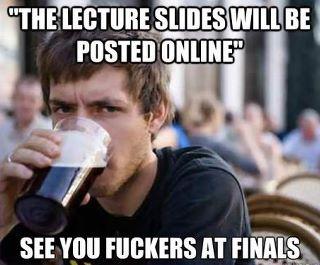 "THE LECTURE SLIDES WILL BE
POSTED ONLINE"
SEE YOU FUCKERS AT FINALS